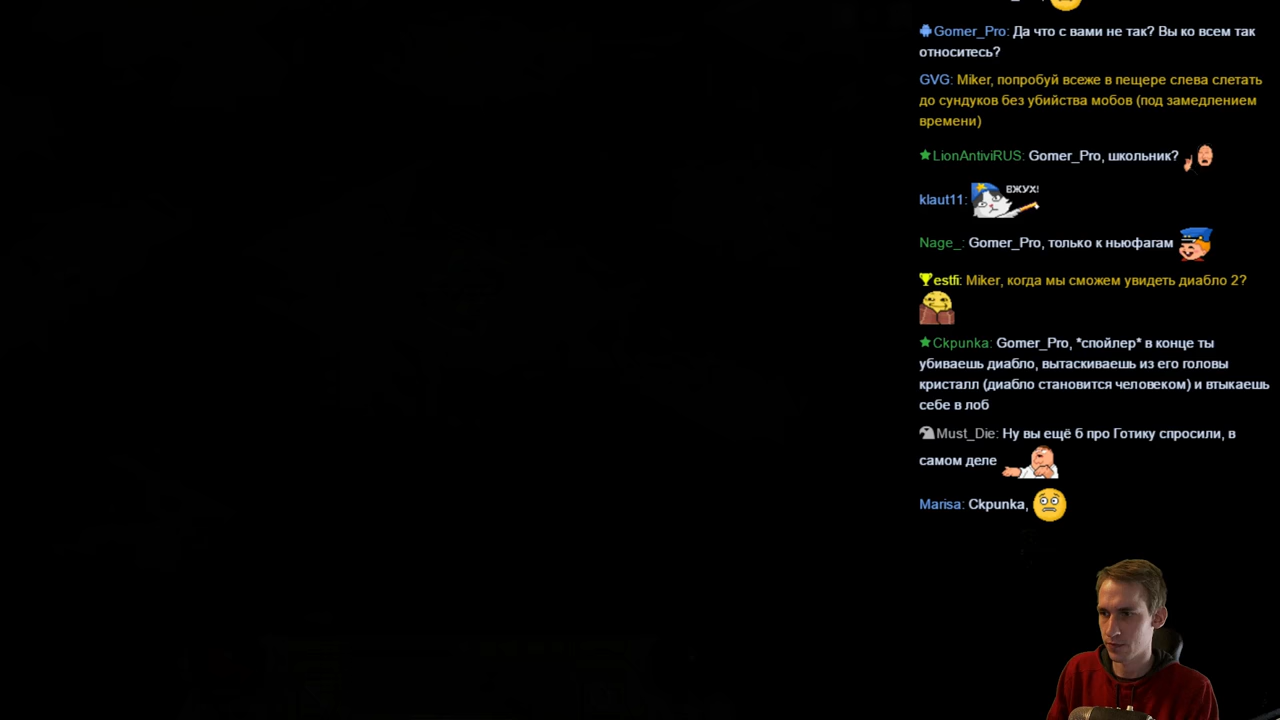 Gomer_Pro: Да что с вами не так? Вы ко всем так
относитесь?
GVG: Miker, попробуй всеже в пещере слева слетать
до сундуков без убийства мобов (под замедлением
времени)
LionAntiviRUS: Gomer_Pro, школьник?
klaut11: ВЖУХ!
Nage_: Gomer_Pro, только к ньюфагам
estfi: Miker, когда мы сможем увидеть диабло 2?
Ckpunka: Gomer_Pro, *спойлер* в конце ты
убиваешь диабло, вытаскиваешь из его головы
кристалл (диабло становится человеком) и втыкаешь
себе в лоб
Must_Die: Ну вы ещё б про Готику спросили, в
самом деле
Marisa: Ckpunka,